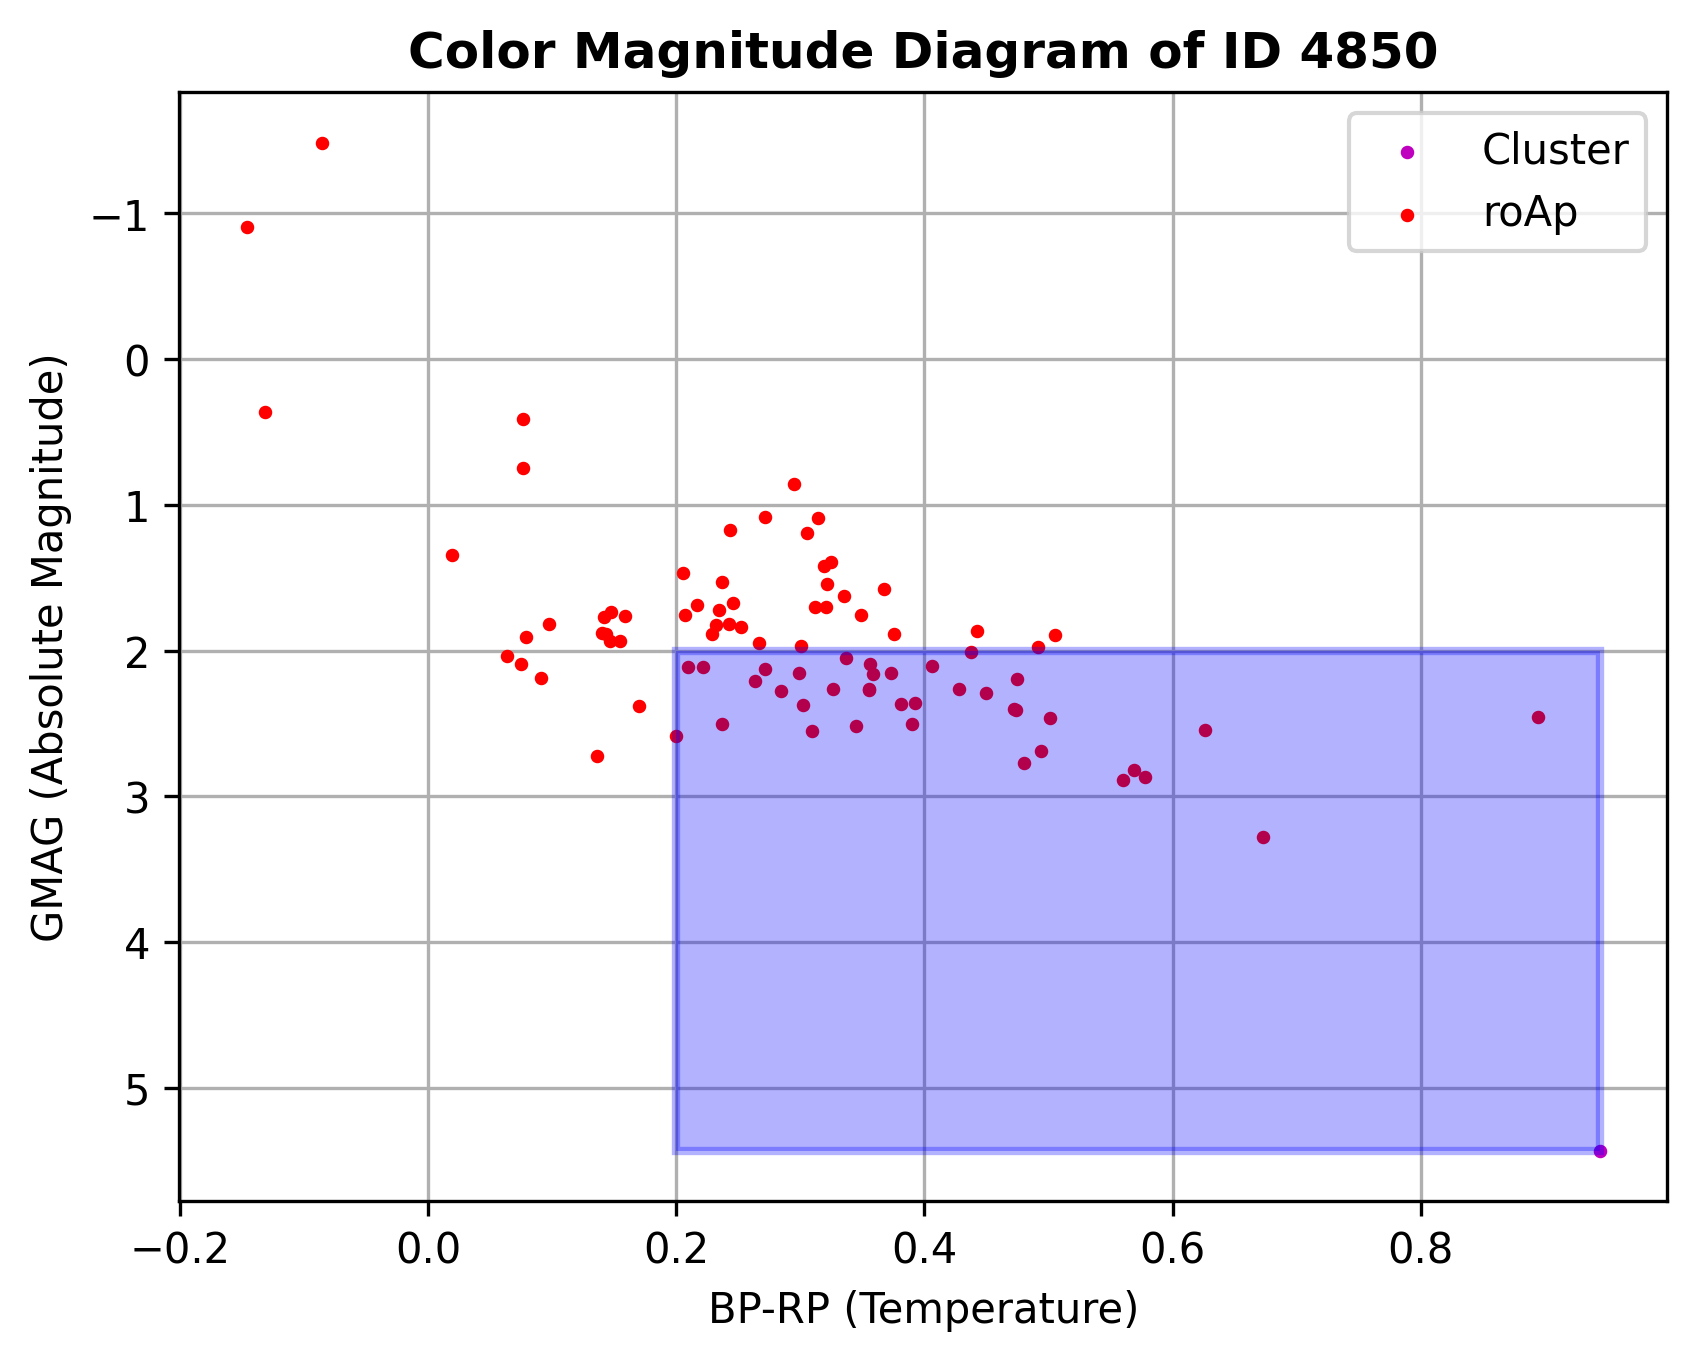 Color Magnitude Diagram of ID 4850
Cluster
roAp
−1
0
1
2
3
4
5
GMAG (Absolute Magnitude)
−0.2 0.0 0.2 0.4 0.6 0.8
BP-RP (Temperature)